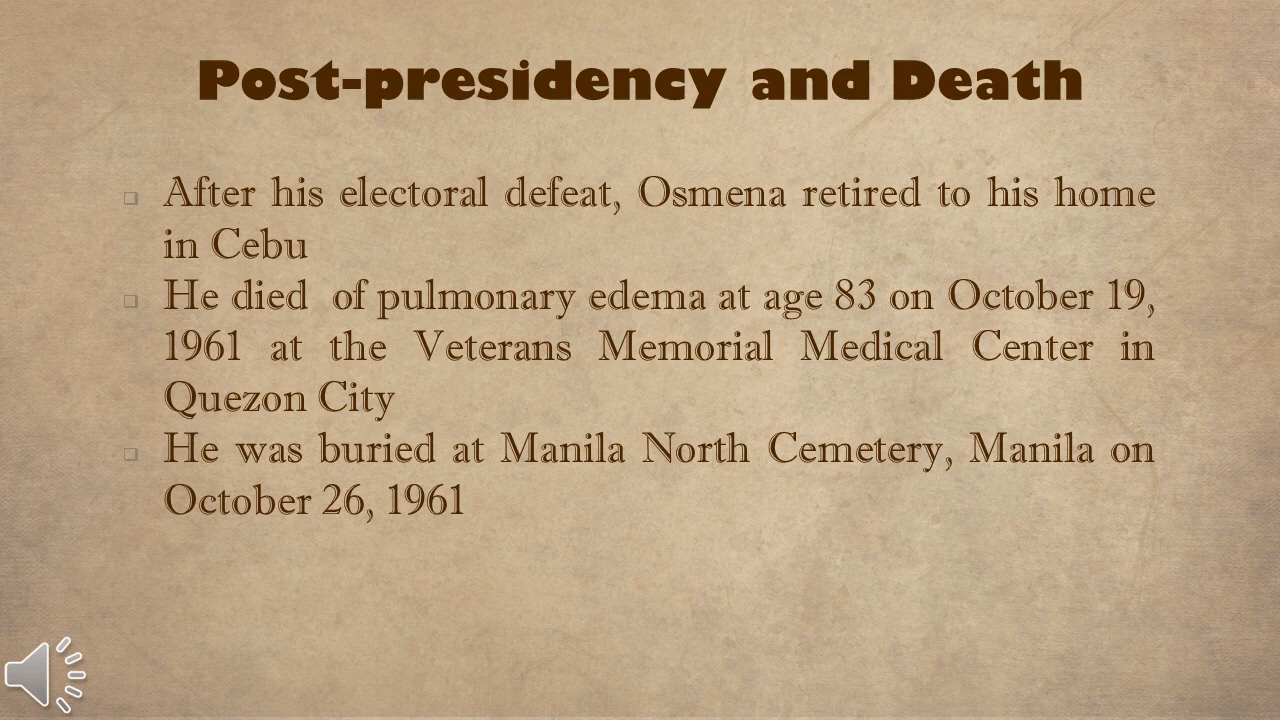 Post-presidency and Death
After his electoral defeat, Osmena retired to his home
in Cebu
He died of pulmonary edema at age 83 on October 19,
1961 at the Veterans Memorial Medical Center in
Quezon City
He was buried at Manila North Cemetery, Manila on
October 26, 1961